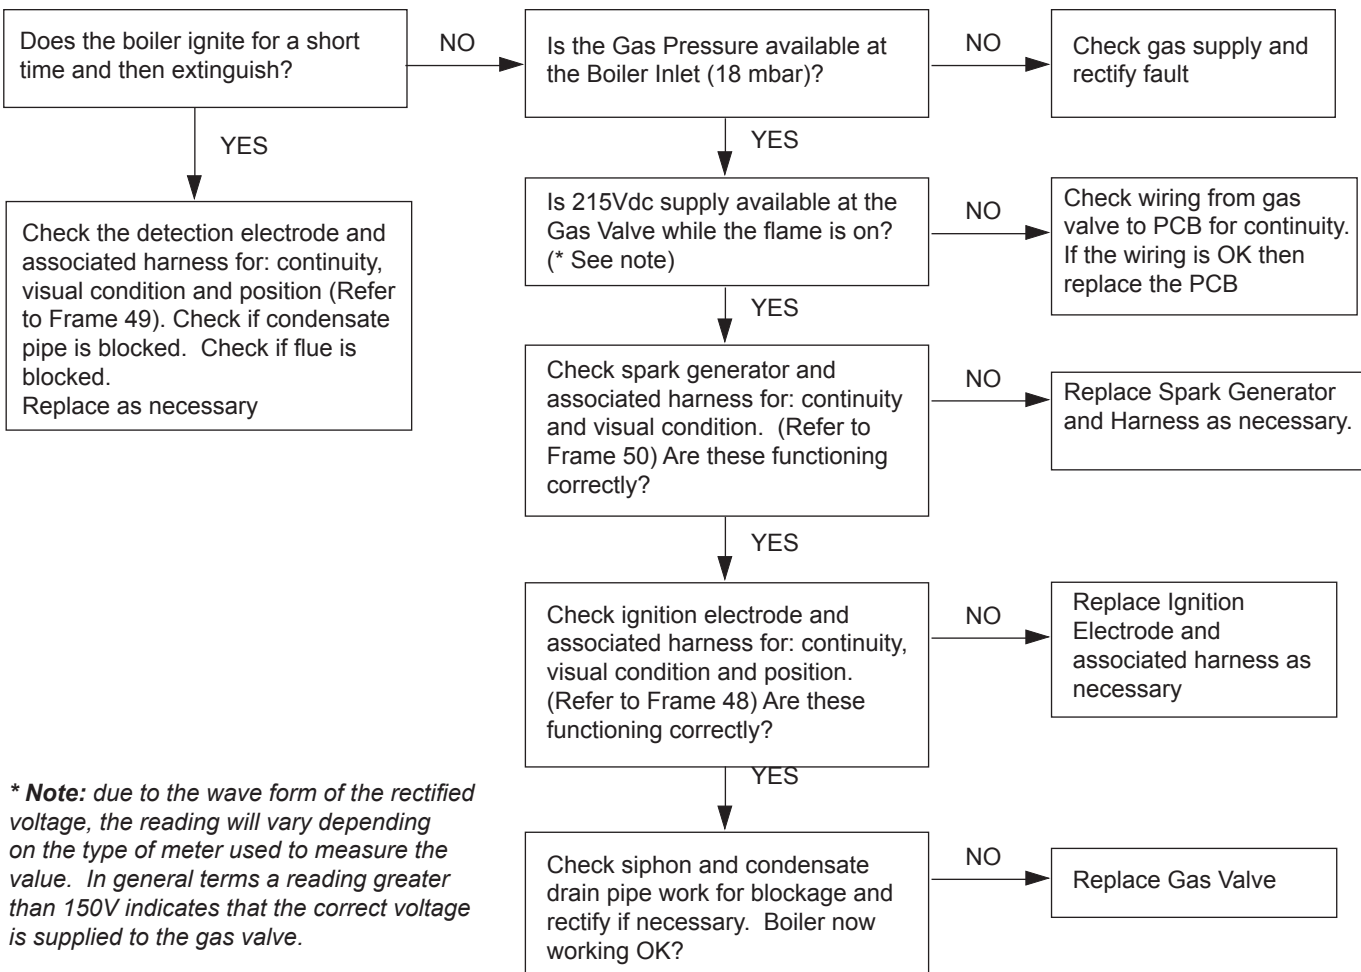 Does the boiler ignite for a short
time and then extinguish?
NO
Is the Gas Pressure available at
the Boiler Inlet (18 mbar)?
NO
Check gas supply and
rectify fault
YES
YES
Check the detection electrode and
associated harness for: continuity,
visual condition and position (Refer
to Frame 49). Check if condensate
pipe is blocked.  Check if flue is
blocked.
Replace as necessary
Is 215Vdc supply available at the
Gas Valve while the flame is on?
(* See note)
NO
Check wiring from gas
valve to PCB for continuity.
If the wiring is OK then
replace the PCB
YES
Check spark generator and
associated harness for: continuity
and visual condition.  (Refer to
Frame 50) Are these functioning
correctly?
NO
Replace Spark Generator
and Harness as necessary.
YES
Check ignition electrode and
associated harness for: continuity,
visual condition and position.
(Refer to Frame 48) Are these
functioning correctly?
NO
Replace Ignition
Electrode and
associated harness as
necessary
YES
Check siphon and condensate
drain pipe work for blockage and
rectify if necessary.  Boiler now
working OK?
NO
Replace Gas Valve
* Note: due to the wave form of the rectified
voltage, the reading will vary depending
on the type of meter used to measure the
value.  In general terms a reading greater
than 150V indicates that the correct voltage
is supplied to the gas valve.